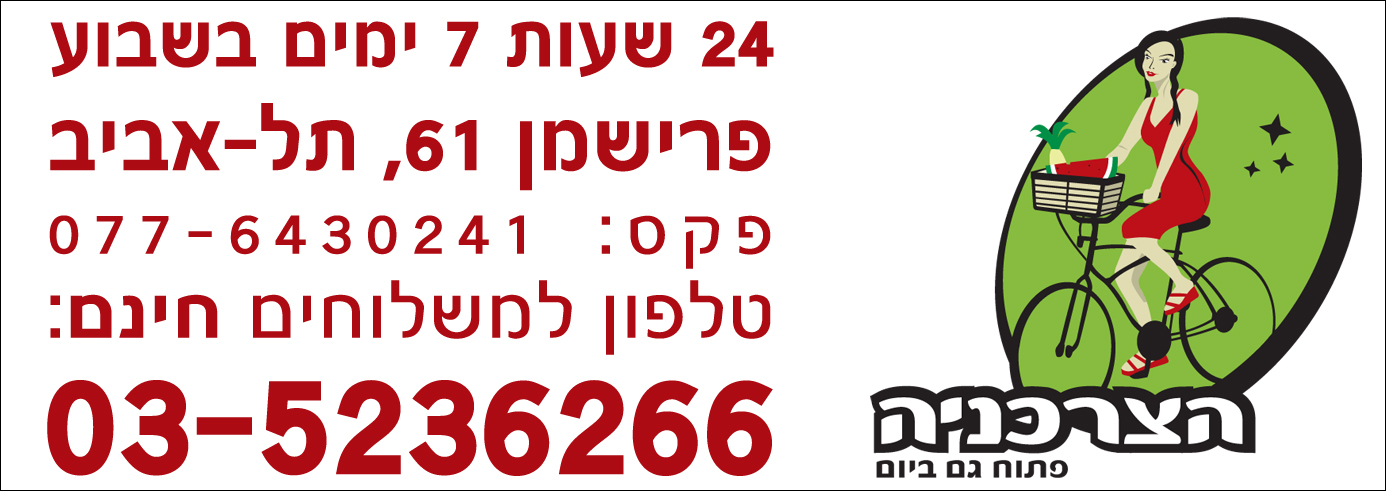 24 שעות 7 ימים בשבוע
פרישמן 61, תל-אביב
פקס: 077-6430241
טלפון למשלוחים חינם:
03-5236266
הצרכניה
פתוח גם ביום